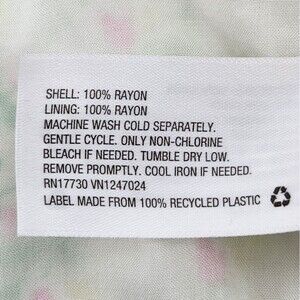 SHELL: 100% RAYON
LINING: 100% RAYON
MACHINE WASH COLD SEPARATELY.
GENTLE CYCLE. ONLY NON-CHLORINE
BLEACH IF NEEDED. TUMBLE DRY LOW.
REMOVE PROMPTLY. COOL IRON IF NEEDED.
RN17730 VN1247024
LABEL MADE FROM 100% RECYCLED PLASTIC